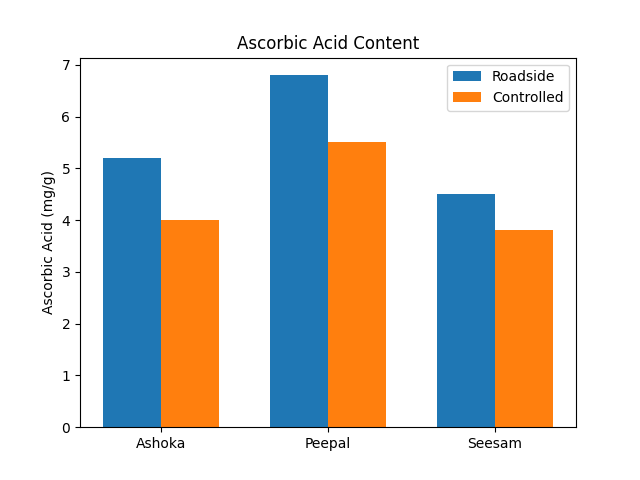 Ascorbic Acid Content
Roadside
Controlled
Ascorbic Acid (mg/g)
7
6
5
4
3
2
1
0
Ashoka Peepal Seesam